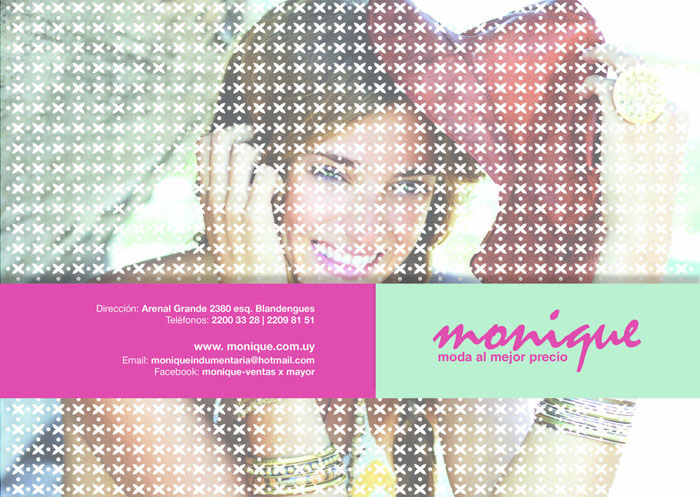 Dirección: Arenal Grande 2380 esq. Blandengues
Teléfonos: 2200 33 28 | 2209 81 51
www. monique.com.uy
Email: moniqueindumentaria@hotmail.com
Facebook: monique-ventas x mayor
monique
moda al mejor precio